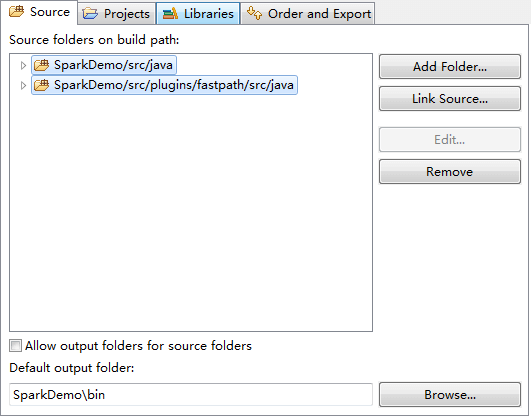 Source Projects Libraries Order and Export
Source folders on build path:
SparkDemo/src/java
SparkDemo/src/plugins/fastpath/src/java
Add Folder...
Link Source...
Edit...
Remove
Allow output folders for source folders
Default output folder:
SparkDemo\bin
Browse...